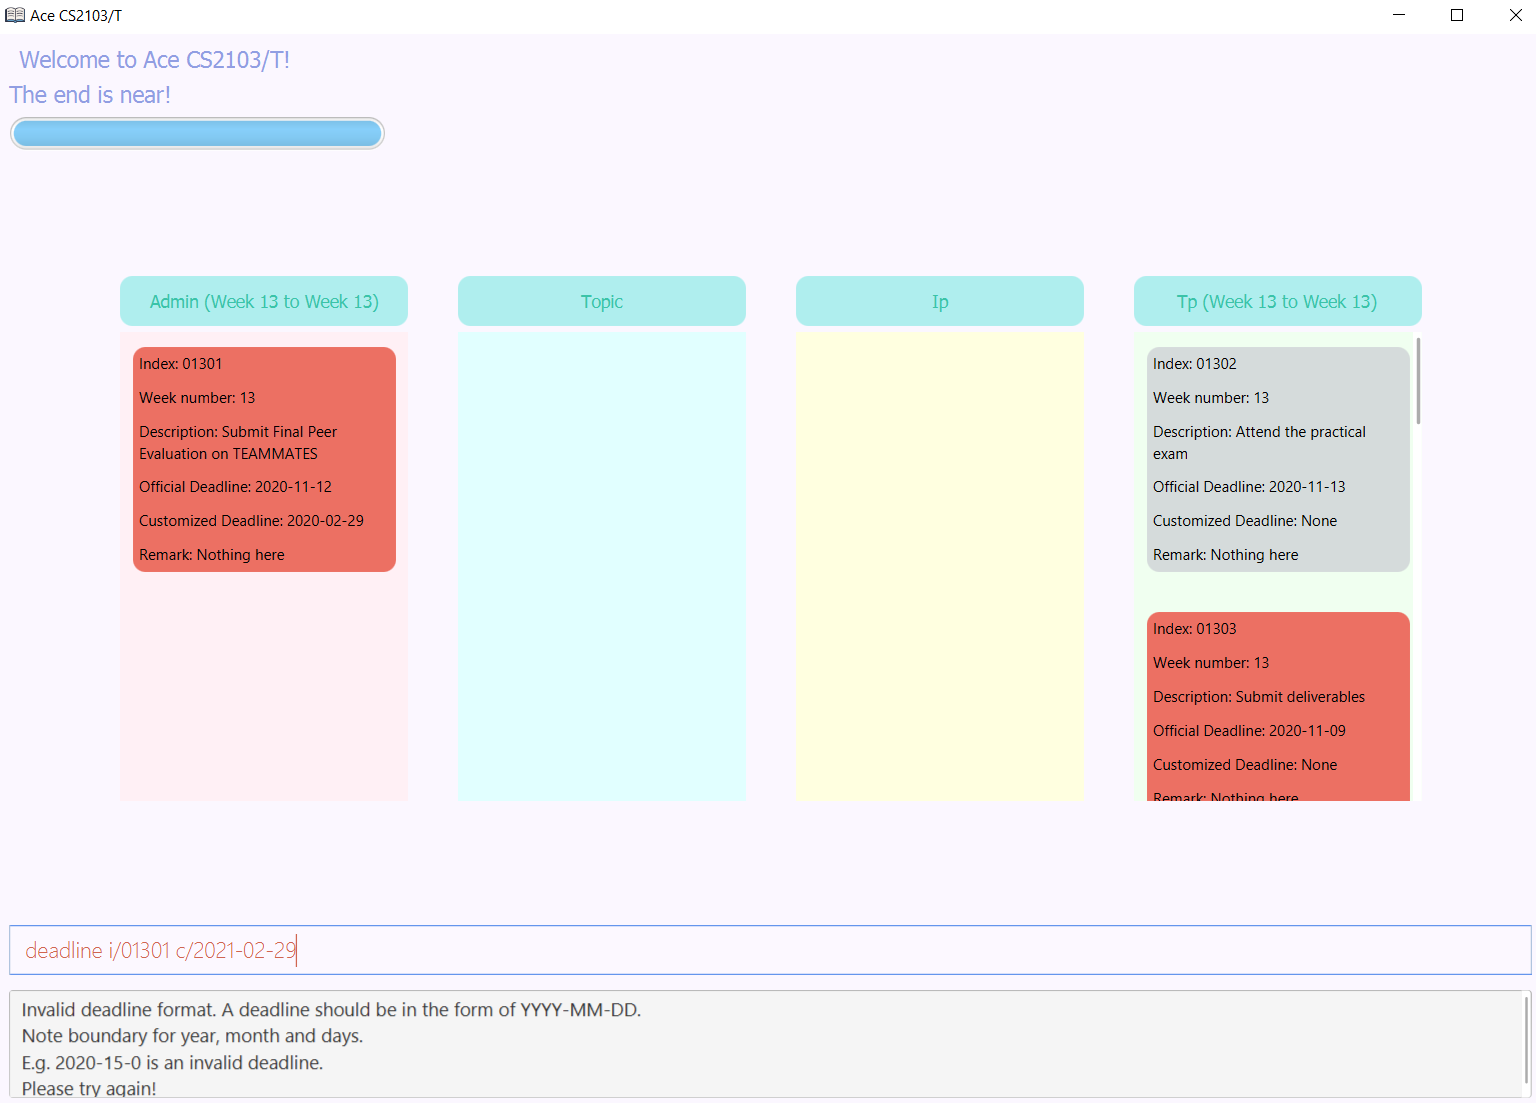 Ace CS2103/T
Welcome to Ace CS2103/T!
The end is near!
Admin (Week 13 to Week 13)
Index: 01301
Week number: 13
Description: Submit Final Peer
Evaluation on TEAMMATES
Official Deadline: 2020-11-12
Customized Deadline: 2020-02-29
Remark: Nothing here
Topic
Ip
Tp (Week 13 to Week 13)
Index: 01302
Week number: 13
Description: Attend the practical
exam
Official Deadline: 2020-11-13
Customized Deadline: None
Remark: Nothing here
Index: 01303
Week number: 13
Description: Submit deliverables
Official Deadline: 2020-11-09
Customized Deadline: None
Remark: Nothing here
deadline i/01301 c/2021-02-29
Invalid deadline format. A deadline should be in the form of YYYY-MM-DD.
Note boundary for year, month and days.
E.g. 2020-15-0 is an invalid deadline.
Please try again!